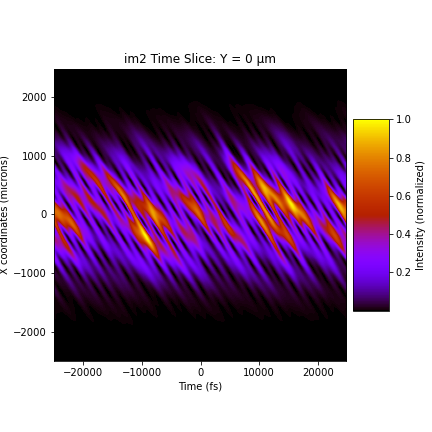 im2 Time Slice: Y = 0 μm
2000
1000
0
−1000
−2000
X coordinates (microns)
−20000 −10000 0 10000 20000
Time (fs)
1.0
0.8
0.6
0.4
0.2
Intensity (normalized)